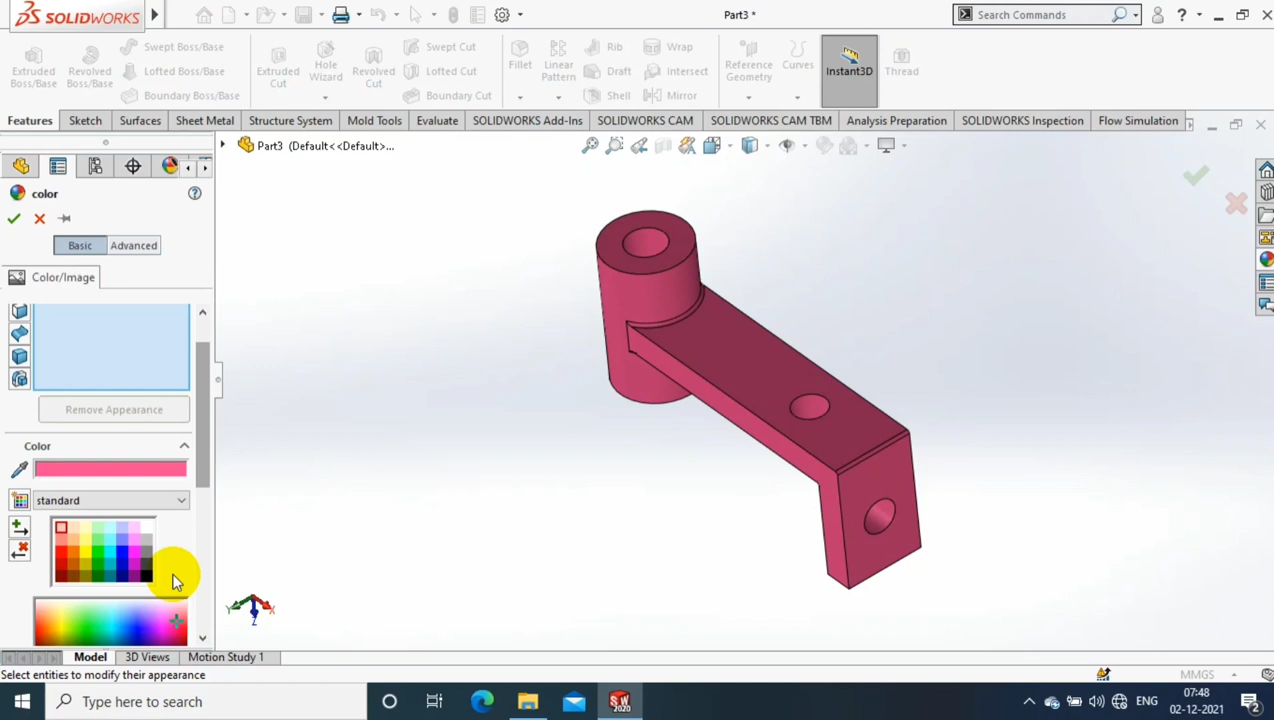 SOLIDWORKS
Part3 *
Search Commands
?
Extruded Boss/Base
Revolved Boss/Base
Swept Boss/Base
Lofted Boss/Base
Boundary Boss/Base
Extruded Cut
Hole Wizard
Revolved Cut
Swept Cut
Lofted Cut
Boundary Cut
Fillet
Linear Pattern
Rib
Draft
Shell
Wrap
Intersect
Mirror
Reference Geometry
Curves
Instant3D
Thread
Features Sketch Surfaces Sheet Metal Structure System Mold Tools Evaluate SOLIDWORKS Add-Ins SOLIDWORKS CAM SOLIDWORKS CAM TBM Analysis Preparation SOLIDWORKS Inspection Flow Simulation
Part3 (Default<<Default>...
color
?
Basic Advanced
Color/Image
Remove Appearance
Color
standard
Y X
Z
Model 3D Views Motion Study 1
Select entities to modify their appearance
MMGS
Type here to search
SW
2020
ENG
07:48
02-12-2021
2